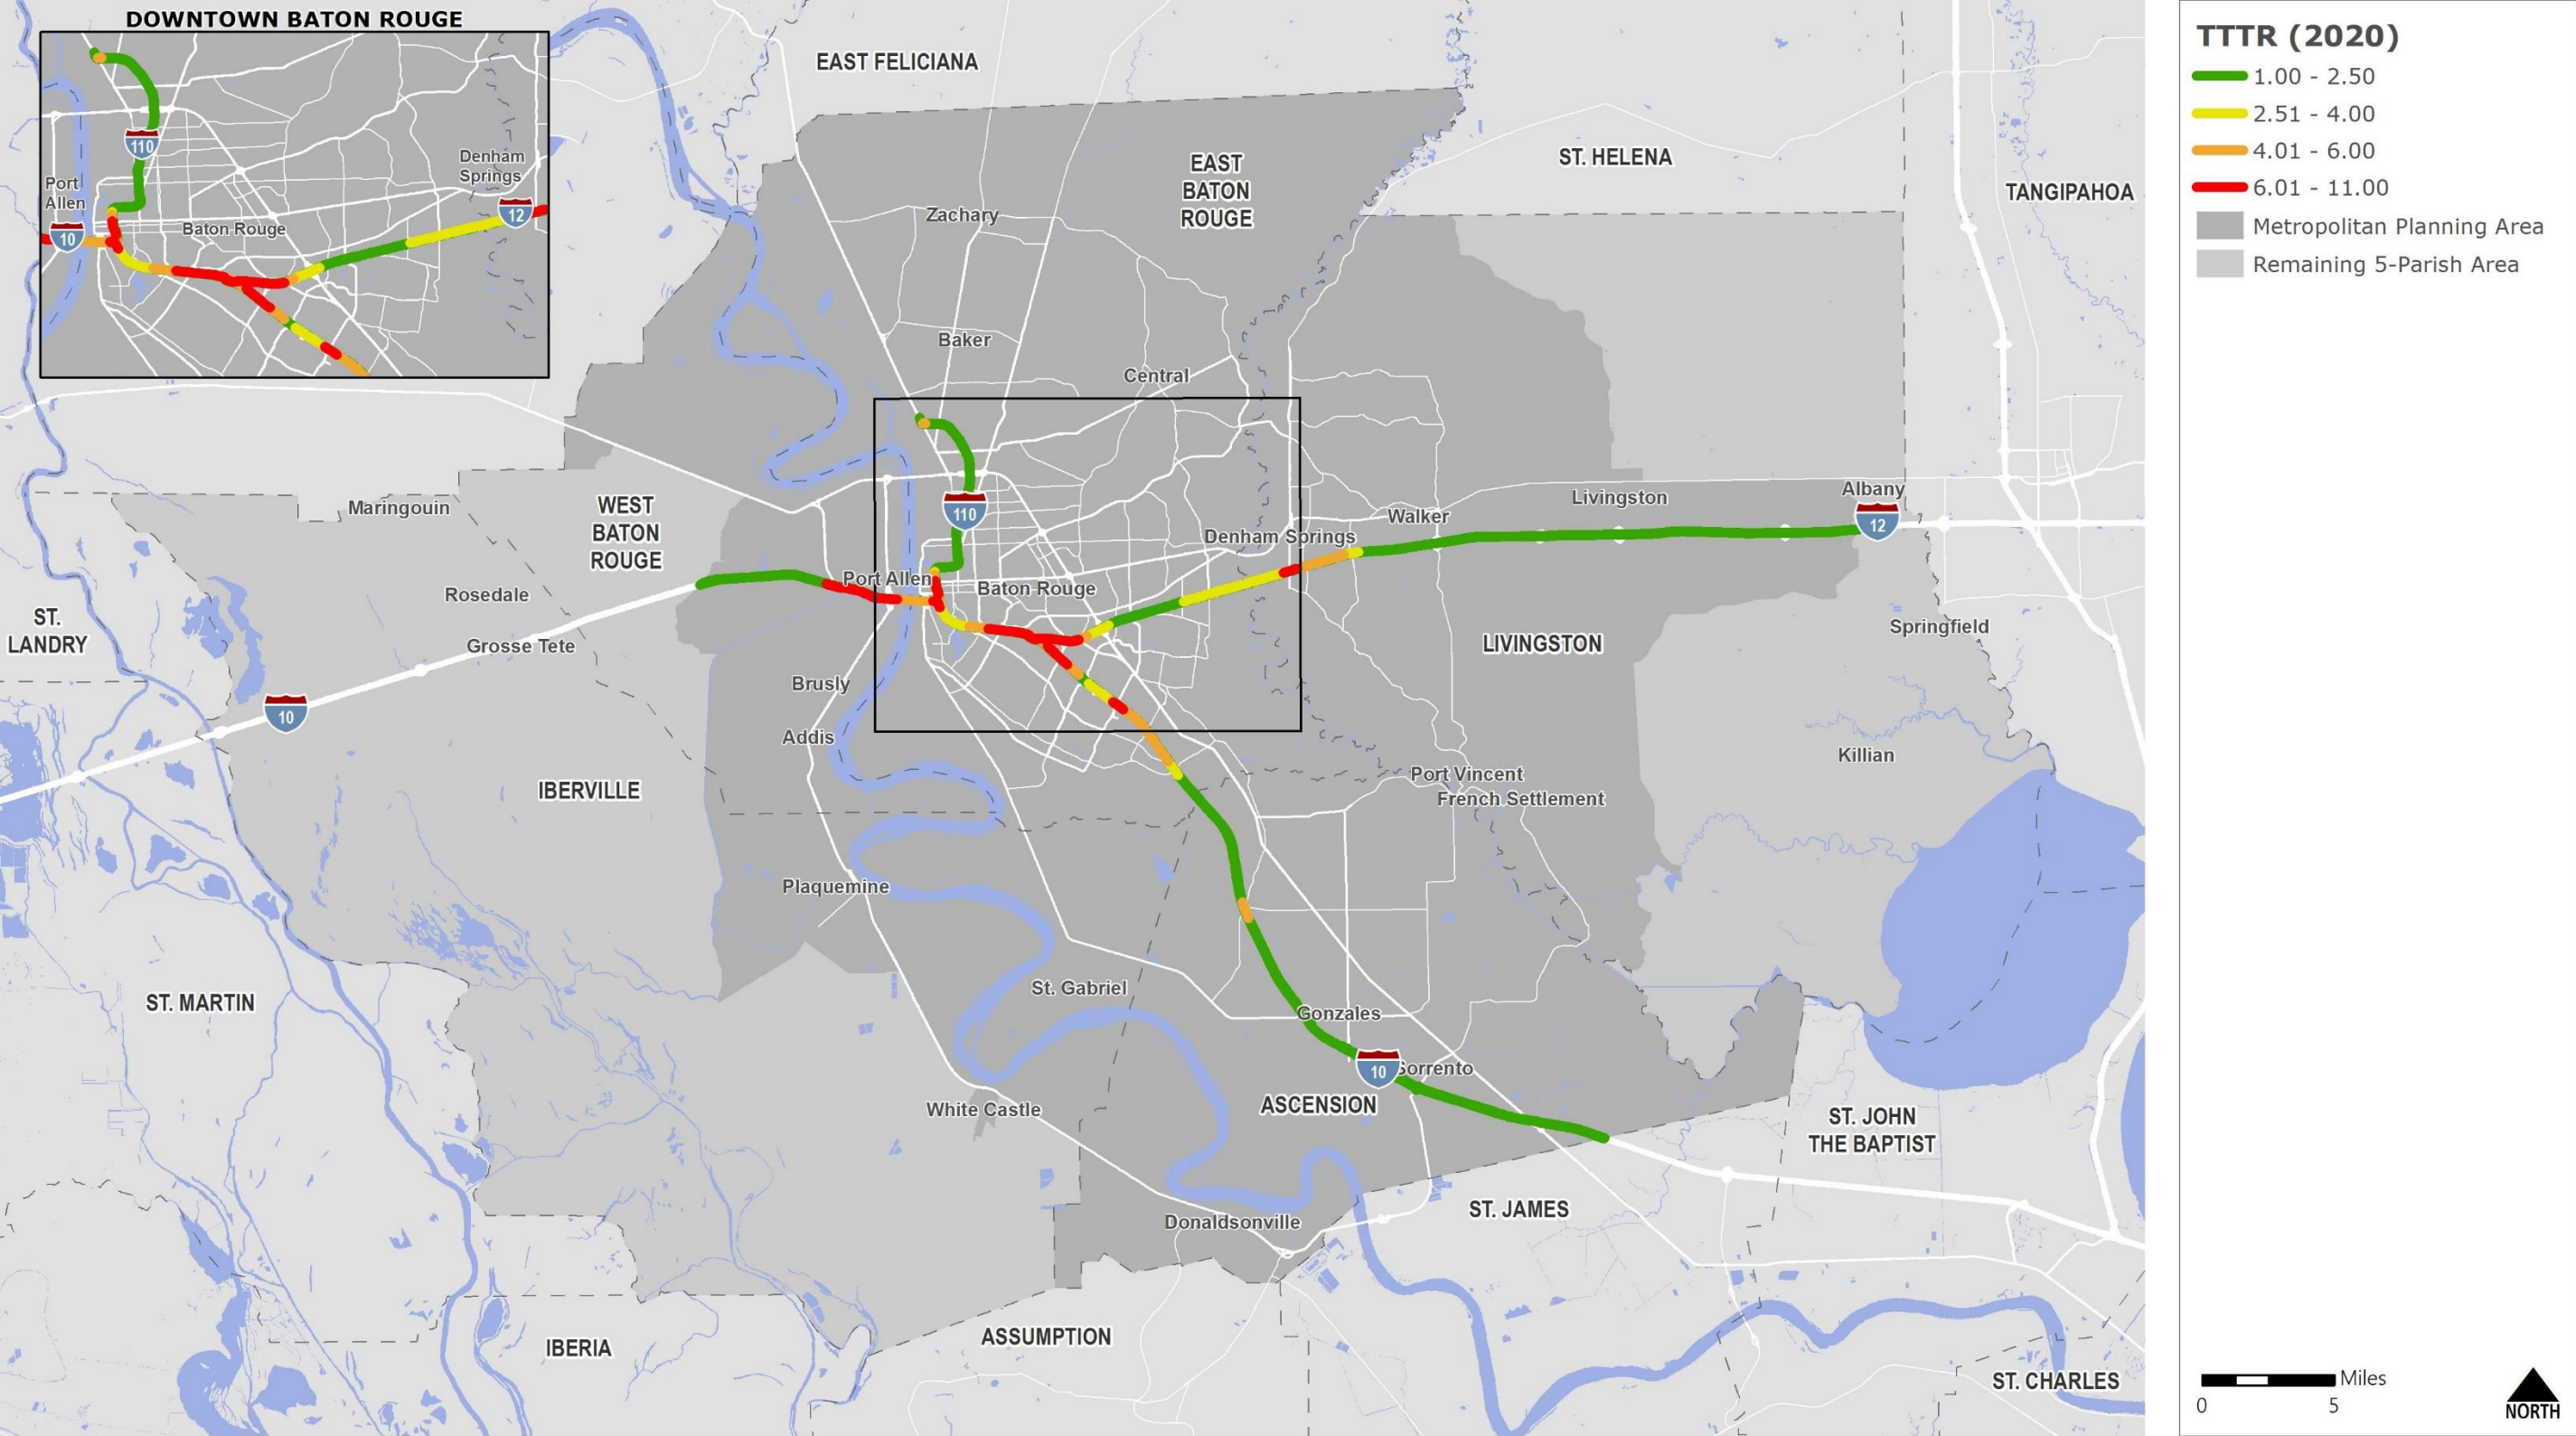 DOWNTOWN BATON ROUGE
110
Denham
Springs
Port
Allen
12
Baton Rouge
10
TTTR (2020)
1.00 - 2.50
2.51 - 4.00
4.01 - 6.00
6.01 - 11.00
Metropolitan Planning Area
Remaining 5-Parish Area
EAST FELICIANA
ST. HELENA
EAST
BATON
ROUGE
TANGIPAHOA
Zachary
Baker
Central
Albany
Livingston
Maringouin
WEST
BATON
ROUGE
110
Walker
12
Denham Springs
Port Allen
Baton Rouge
Rosedale
ST.
LANDRY
Grosse Tete
Springfield
LIVINGSTON
Brusly
10
Addis
Killian
Port Vincent
IBERVILLE
French Settlement
Plaquemine
St. Gabriel
ST. MARTIN
Gonzales
10
Sorrento
White Castle
ASCENSION
ST. JOHN
THE BAPTIST
ST. JAMES
Donaldsonville
ASSUMPTION
IBERIA
ST. CHARLES
Miles
0
5
NORTH